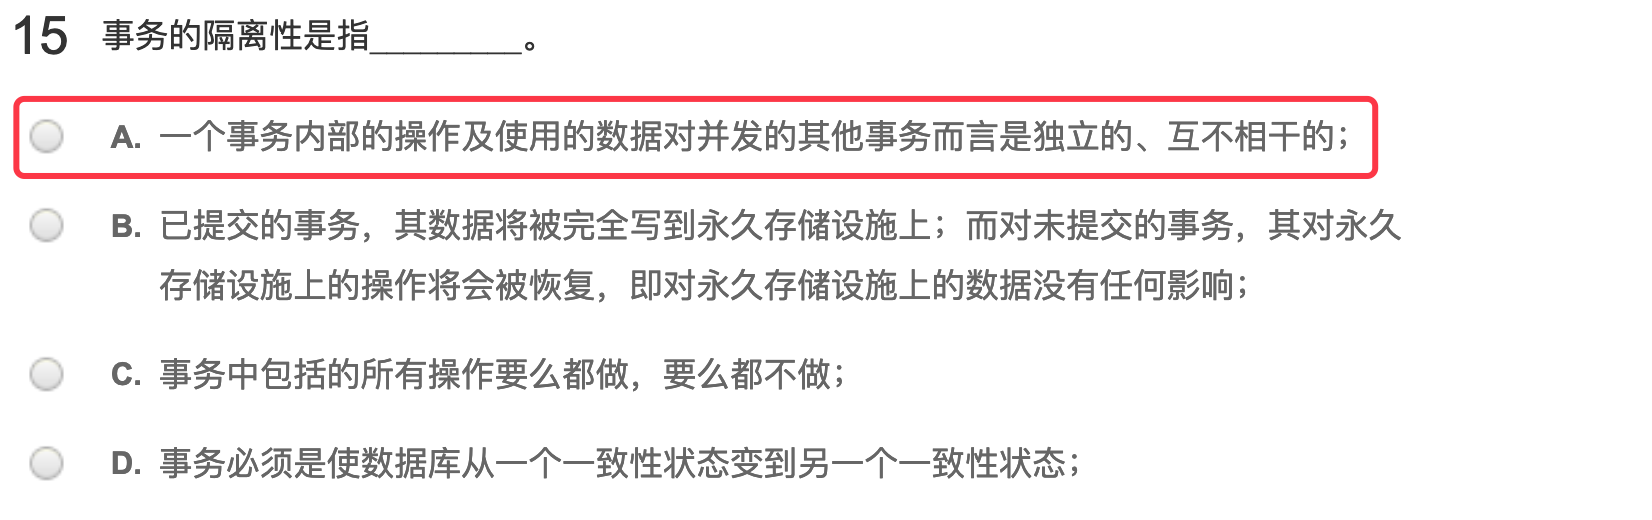 15 事务的隔离性是指_________。
A. 一个事务内部的操作及使用的数据对并发的其他事务而言是独立的、互不相干的；
B. 已提交的事务，其数据将被完全写到永久存储设施上；而对未提交的事务，其对永久
存储设施上的操作将会被恢复，即对永久存储设施上的数据没有任何影响；
C. 事务中包括的所有操作要么都做，要么都不做；
D. 事务必须是使数据库从一个一致性状态变到另一个一致性状态；